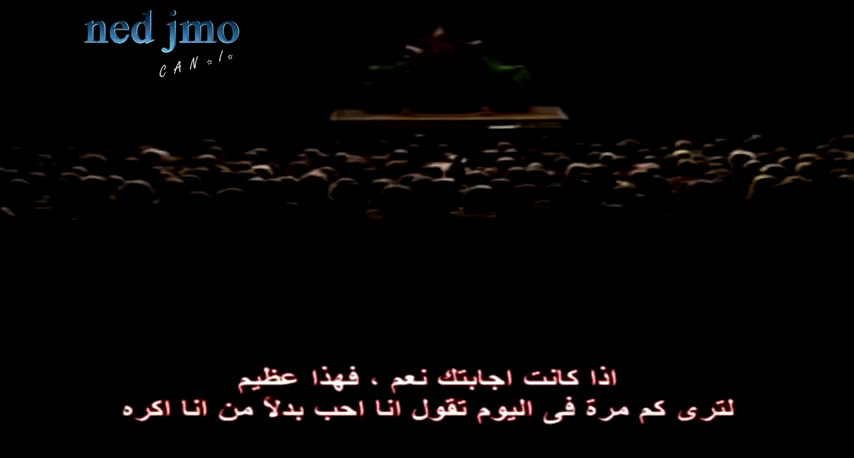 ned jmo
CAN☆1☆
اذا كانت اجابتك نعم ، فهذا عظيم
لترى كم مرة فى اليوم تقول انا احب بدلاً من انا اكره